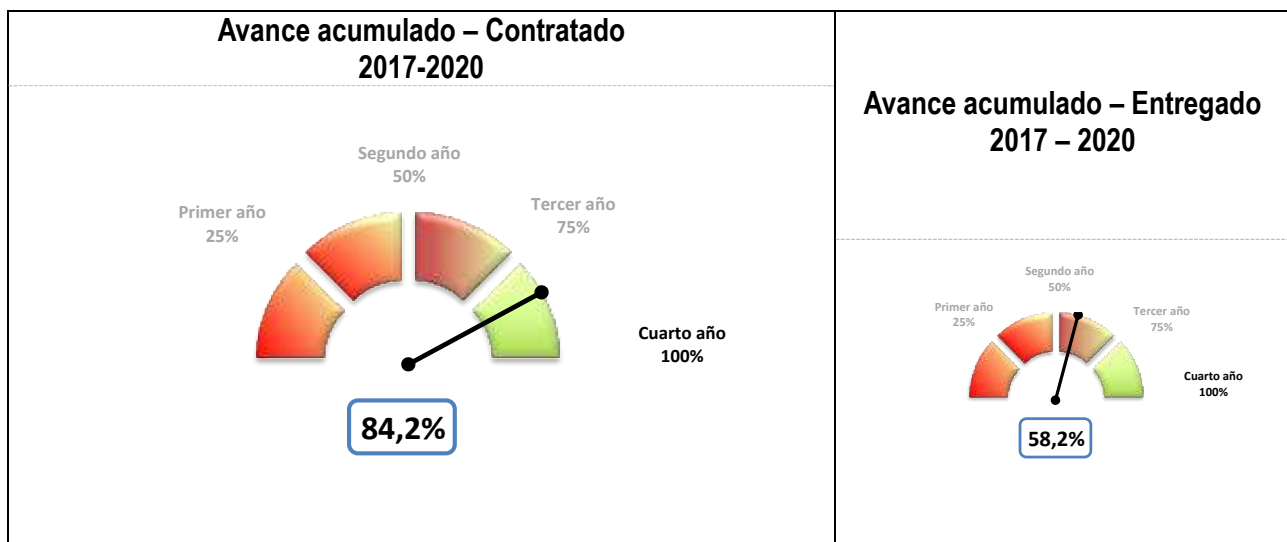 Avance acumulado – Contratado
2017-2020
Segundo año
50%
Primer año
25%
Tercer año
75%
Cuarto año
100%
84,2%
Avance acumulado – Entregado
2017 – 2020
Segundo año
50%
Primer año
25%
Tercer año
75%
Cuarto año
100%
58,2%